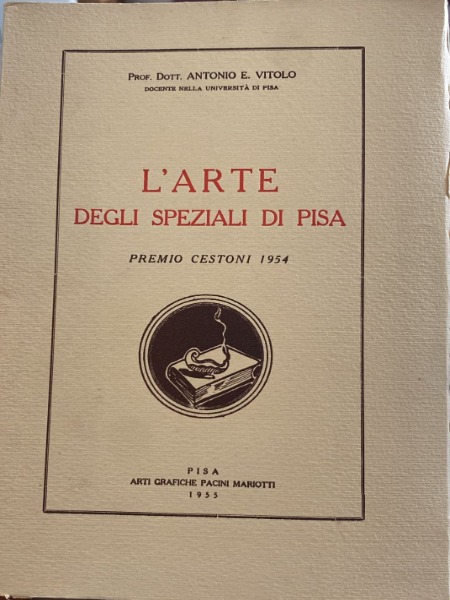 PROF. DOTT. ANTONIO E. VITOLO
DOCENTE NELLA UNIVERSITÀ DI PISA
L'ARTE
DEGLI SPEZIALI DI PISA
PREMIO CESTONI 1954
PISA
ARTI GRAFICHE PACINI MARIOTTI
1955